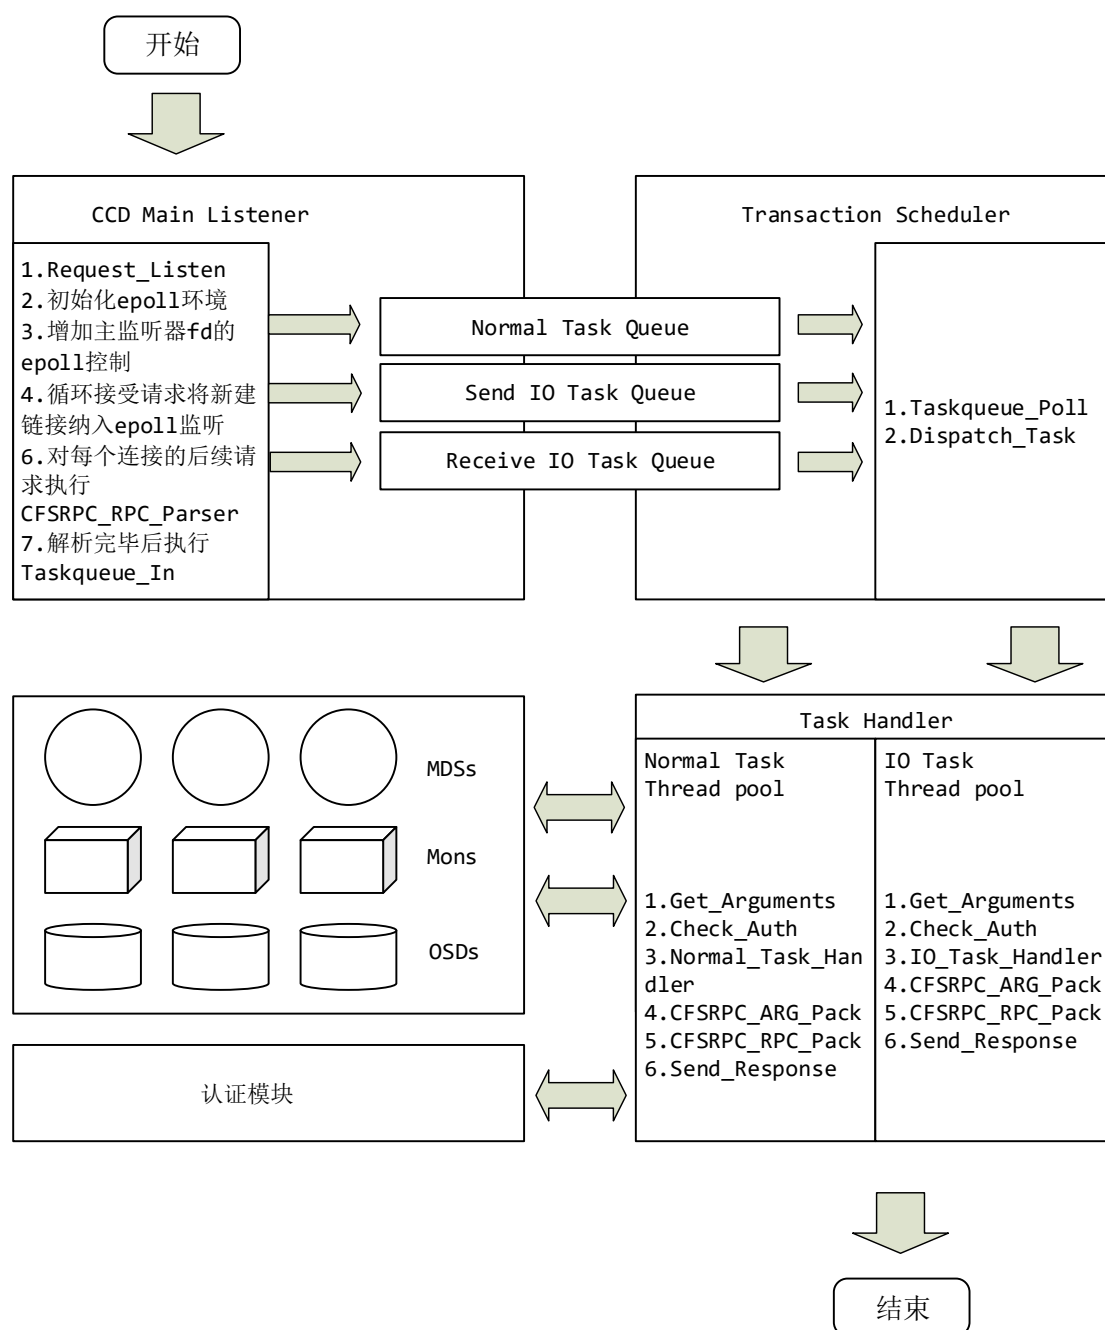 开始
CCD Main Listener
1.Request_Listen
2.初始化epoll环境
3.增加主监听器fd的
epoll控制
4.循环接受请求将新建
链接纳入epoll监听
6.对每个连接的后续请
求执行
CFSRPC_RPC_Parser
7.解析完毕后执行
Taskqueue_In
Normal Task Queue
Send IO Task Queue
Receive IO Task Queue
Transaction Scheduler
1.Taskqueue_Poll
2.Dispatch_Task
MDSs
Mons
OSDs
认证模块
Task Handler
Normal Task
Thread pool
1.Get_Arguments
2.Check_Auth
3.Normal_Task_Han
dler
4.CFSRPC_ARG_Pack
5.CFSRPC_RPC_Pack
6.Send_Response
IO Task
Thread pool
1.Get_Arguments
2.Check_Auth
3.IO_Task_Handler
4.CFSRPC_ARG_Pack
5.CFSRPC_RPC_Pack
6.Send_Response
结束